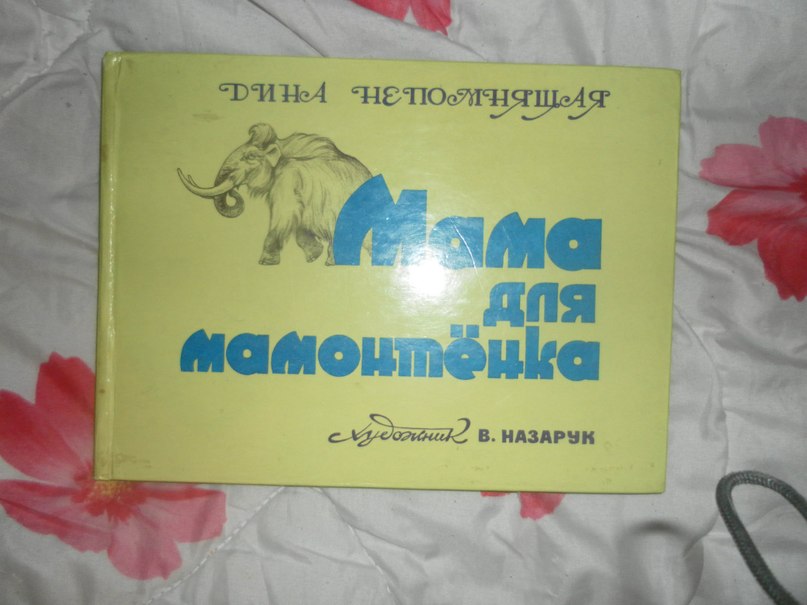 ДИНА НЕПОМНЯЩАЯ
Мама
для
мамонтёнка
художник В. НАЗАРУК